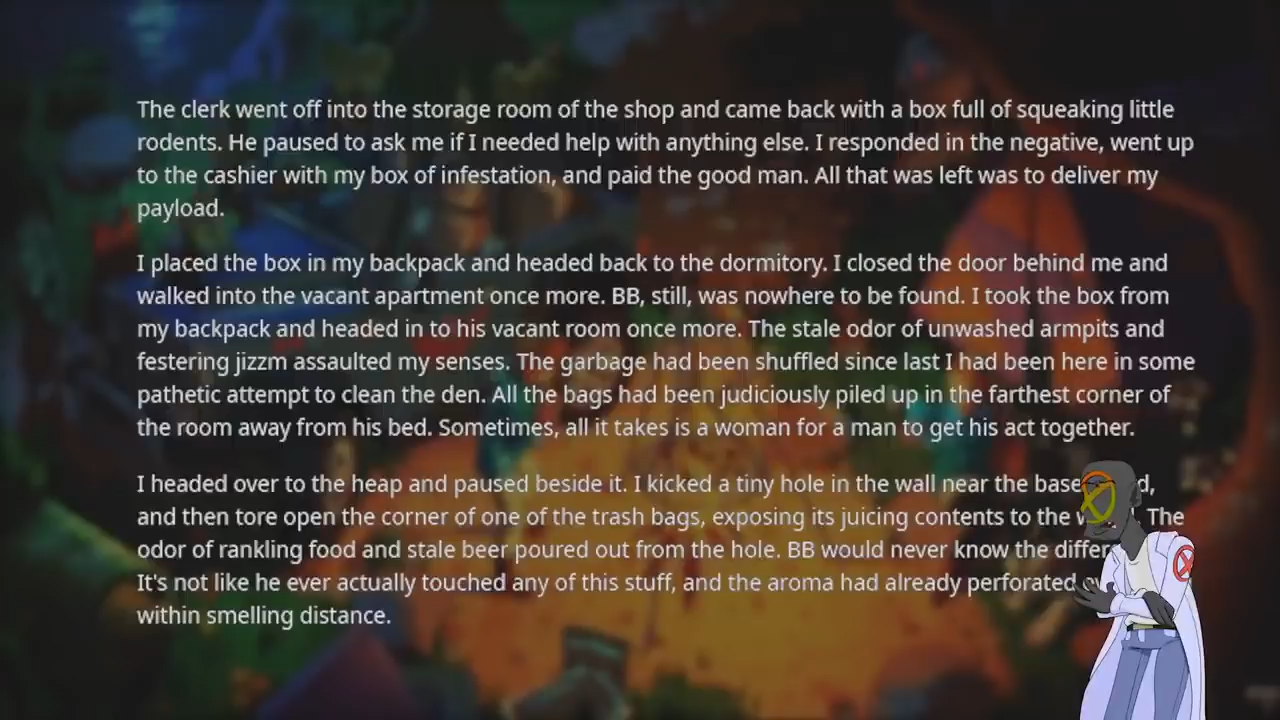 The clerk went off into the storage room of the shop and came back with a box full of squeaking little
rodents. He paused to ask me if I needed help with anything else. I responded in the negative, went up
to the cashier with my box of infestation, and paid the good man. All that was left was to deliver my
payload.
I placed the box in my backpack and headed back to the dormitory. I closed the door behind me and
walked into the vacant apartment once more. BB, still, was nowhere to be found. I took the box from
my backpack and headed in to his vacant room once more. The stale odor of unwashed armpits and
festering jizzm assaulted my senses. The garbage had been shuffled since last I had been here in some
pathetic attempt to clean the den. All the bags had been judiciously piled up in the farthest corner of
the room away from his bed. Sometimes, all it takes is a woman for a man to get his act together.
I headed over to the heap and paused beside it. I kicked a tiny hole in the wall near the
and then tore open the corner of one of the trash bags, exposing its juicing contents to the The
odor of rankling food and stale beer poured out from the hole. BB would never know the
It's not like he ever actually touched any of this stuff, and the aroma had already perforated
within smelling distance.